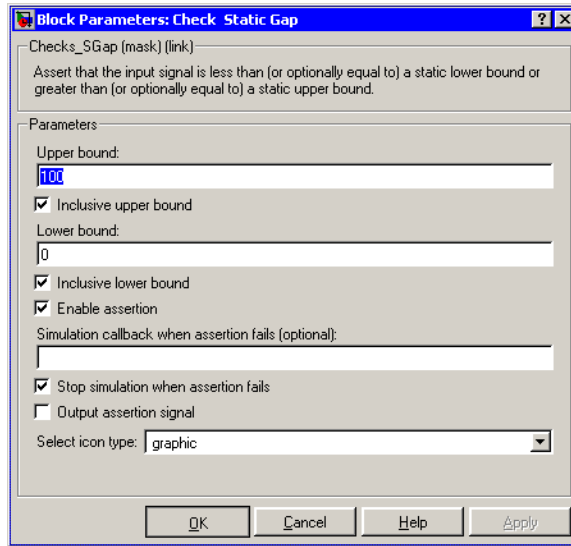 Block Parameters: Check Static Gap
Checks_SGap (mask) (link)
Assert that the input signal is less than (or optionally equal to) a static lower bound or
greater than (or optionally equal to) a static upper bound.
Parameters
Upper bound:
100
Inclusive upper bound
Lower bound:
0
Inclusive lower bound
Enable assertion
Simulation callback when assertion fails (optional):
Stop simulation when assertion fails
Output assertion signal
Select icon type: graphic
OK Cancel Help Apply